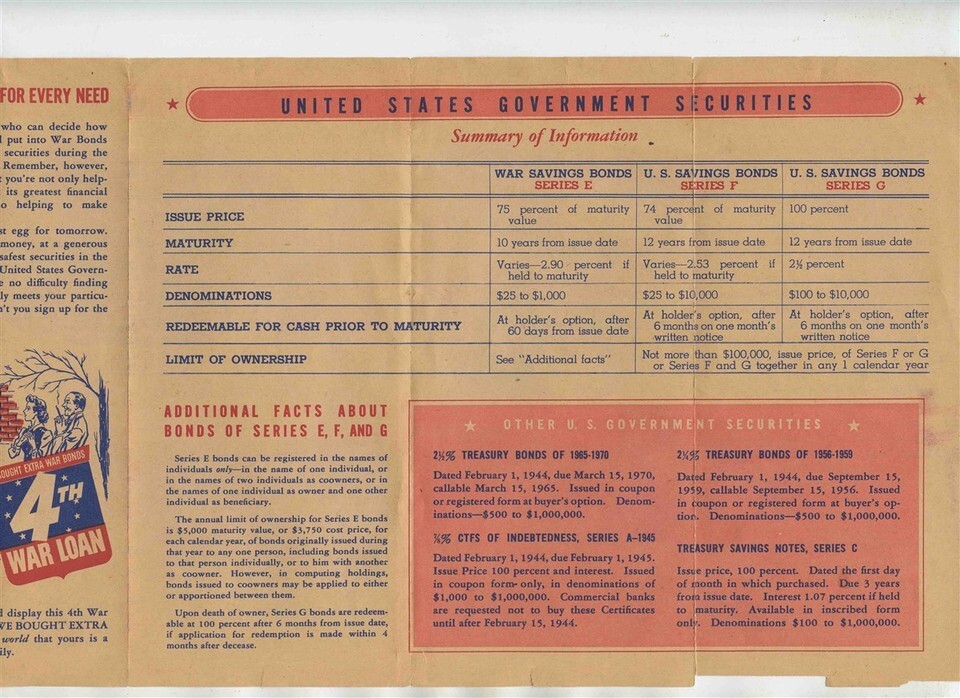 FOR EVERY NEED
who can decide how
put into War Bonds
securities during the
Remember, however,
you're not only help-
its greatest financial
helping to make
egg for tomorrow.
money, at a generous
safest securities in the
United States Govern-
no difficulty finding
meets your particu-
you sign up for the
BOUGHT EXTRA WAR BONDS
4TH
WAR LOAN
display this 4th War
WE BOUGHT EXTRA
world that yours is a
UNITED STATES GOVERNMENT SECURITIES
Summary of Information
WAR SAVINGS BONDS SERIES E
U. S. SAVINGS BONDS SERIES F
U. S. SAVINGS BONDS SERIES G
ISSUE PRICE
75 percent of maturity value
74 percent of maturity value
100 percent
MATURITY
10 years from issue date
12 years from issue date
12 years from issue date
RATE
Varies—2.90 percent if held to maturity
Varies—2.53 percent if held to maturity
2½ percent
DENOMINATIONS
$25 to $1,000
$25 to $10,000
$100 to $10,000
REDEEMABLE FOR CASH PRIOR TO MATURITY
At holder's option, after 60 days from issue date
At holder's option, after 6 months on one month's written notice
At holder's option, after 6 months on one month's written notice
LIMIT OF OWNERSHIP
See "Additional facts"
Not more than $100,000, issue price, of Series F or G
or Series F and G together in any 1 calendar year
ADDITIONAL FACTS ABOUT
BONDS OF SERIES E, F, AND G
Series E bonds can be registered in the names of
individuals only—in the name of one individual, or
in the names of two individuals as coowners, or in
the names of one individual as owner and one other
individual as beneficiary.
The annual limit of ownership for Series E bonds
is $5,000 maturity value, or $3,750 cost price, for
each calendar year, of bonds originally issued during
that year to any one person, including bonds issued
to that person individually, or to him with another
as coowner. However, in computing holdings,
bonds issued to coowners may be applied to either
or apportioned between them.
Upon death of owner, Series G bonds are redeem-
able at 100 percent after 6 months from issue date,
if application for redemption is made within 4
months after decease.
OTHER U. S. GOVERNMENT SECURITIES
2½% TREASURY BONDS OF 1965-1970
Dated February 1, 1944, due March 15, 1970,
callable March 15, 1965. Issued in coupon
or registered form at buyer's option. Denom-
inations—$500 to $1,000,000.
⅞% CTFS OF INDEBTEDNESS, SERIES A-1945
Dated February 1, 1944, due February 1, 1945.
Issue Price 100 percent and interest. Issued
in coupon form only, in denominations of
$1,000 to $1,000,000. Commercial banks
are requested not to buy these Certificates
until after February 15, 1944.
2¼% TREASURY BONDS OF 1956-1959
Dated February 1, 1944, due September 15,
1959, callable September 15, 1956. Issued
in coupon or registered form at buyer's op-
tion. Denominations—$500 to $1,000,000.
TREASURY SAVINGS NOTES, SERIES C
Issue price, 100 percent. Dated the first day
of month in which purchased. Due 3 years
from issue date. Interest 1.07 percent if held
to maturity. Available in inscribed form
only. Denominations $100 to $1,000,000.